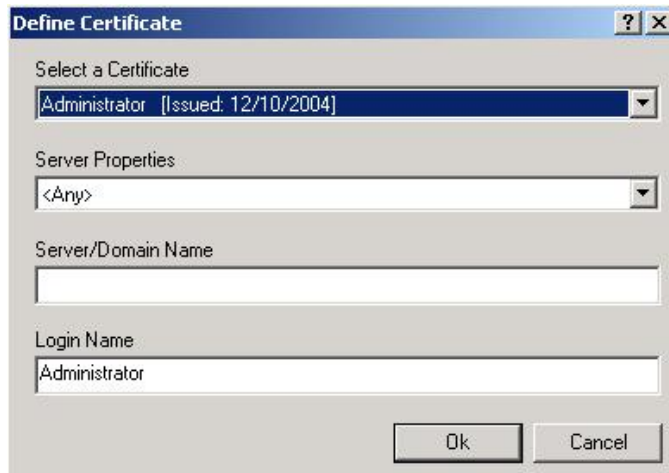 Define Certificate
Select a Certificate
Administrator [Issued: 12/10/2004]
Server Properties
<Any>
Server/Domain Name
Login Name
Administrator
Ok Cancel